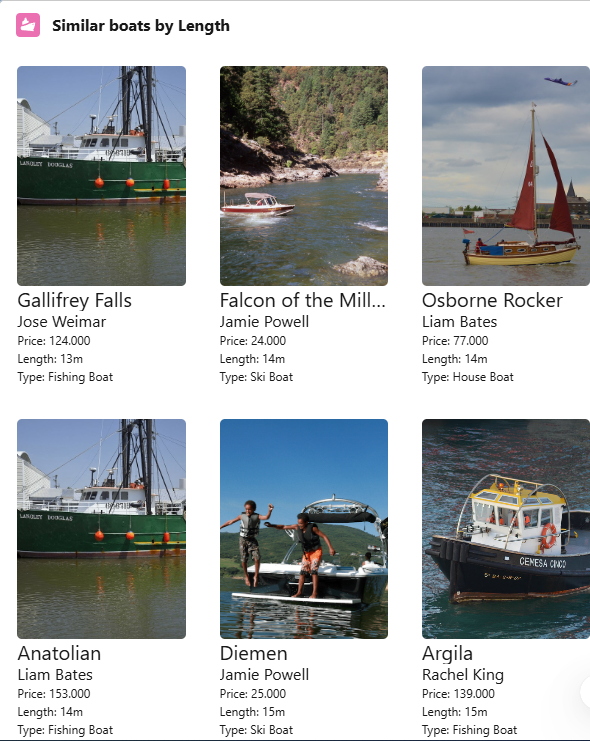 Similar boats by Length
LANGLEY DOUGLAS
Gallifrey Falls
Jose Weimar
Price: 124.000
Length: 13m
Type: Fishing Boat
Falcon of the Mill...
Jamie Powell
Price: 24.000
Length: 14m
Type: Ski Boat
Osborne Rocker
Liam Bates
Price: 77.000
Length: 14m
Type: House Boat
LANGLEY DOUGLAS
Anatolian
Liam Bates
Price: 153.000
Length: 14m
Type: Fishing Boat
Diemen
Jamie Powell
Price: 25.000
Length: 15m
Type: Ski Boat
CEMESA CINCO
Argila
Rachel King
Price: 139.000
Length: 15m
Type: Fishing Boat